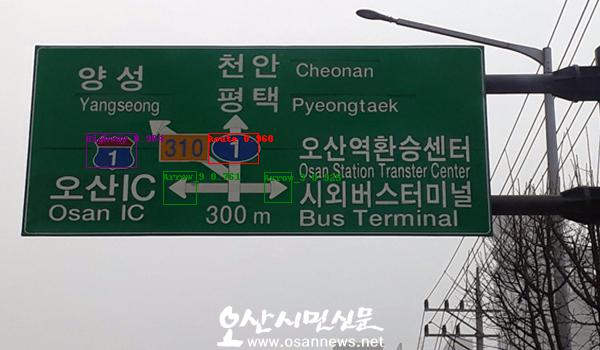 양성
Yangseong
천안 Cheonan
평택 Pyeongtaek
310
1
1
오산IC
Osan IC
300 m
오산역환승센터
Osan Station Transter Center
시외버스터미널
Bus Terminal
오산시민신문
www.osannews.net